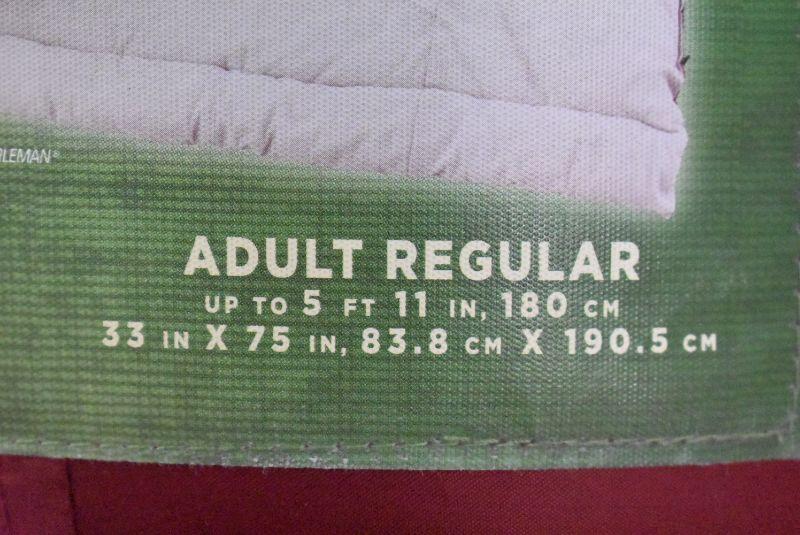 LEMAN®
ADULT REGULAR
UP TO 5 FT 11 IN, 180 CM
33 IN X 75 IN, 83.8 CM X 190.5 CM